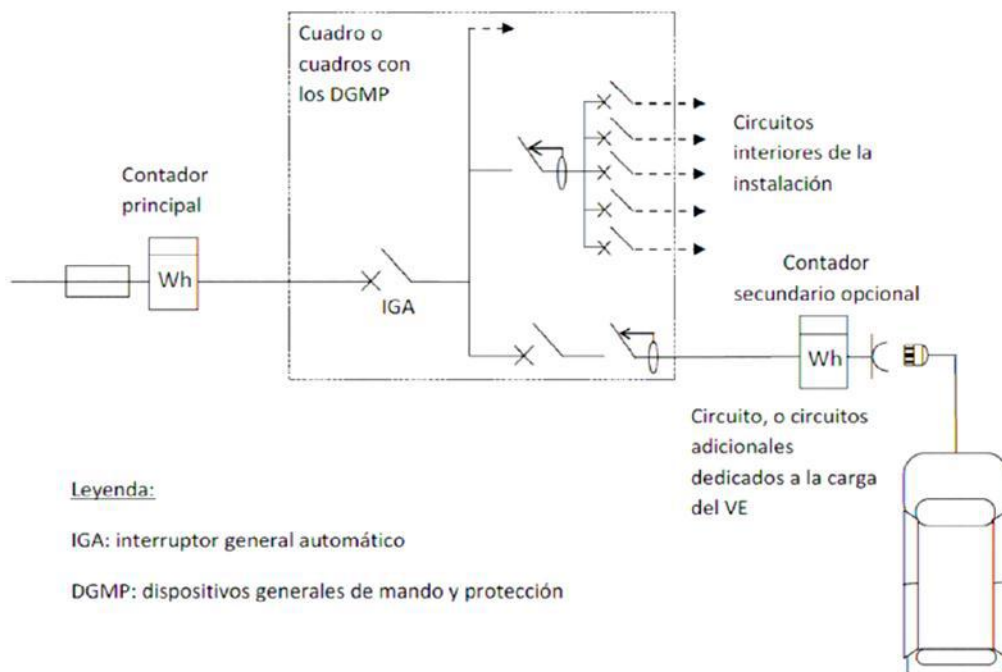 Cuadro o
cuadros con
los DGMP
Circuitos
interiores de la
instalación
Contador
principal
Wh
IGA
Contador
secundario opcional
Wh
Circuito, o circuitos
adicionales
dedicados a la carga
del VE
Leyenda:
IGA: interruptor general automático
DGMP: dispositivos generales de mando y protección